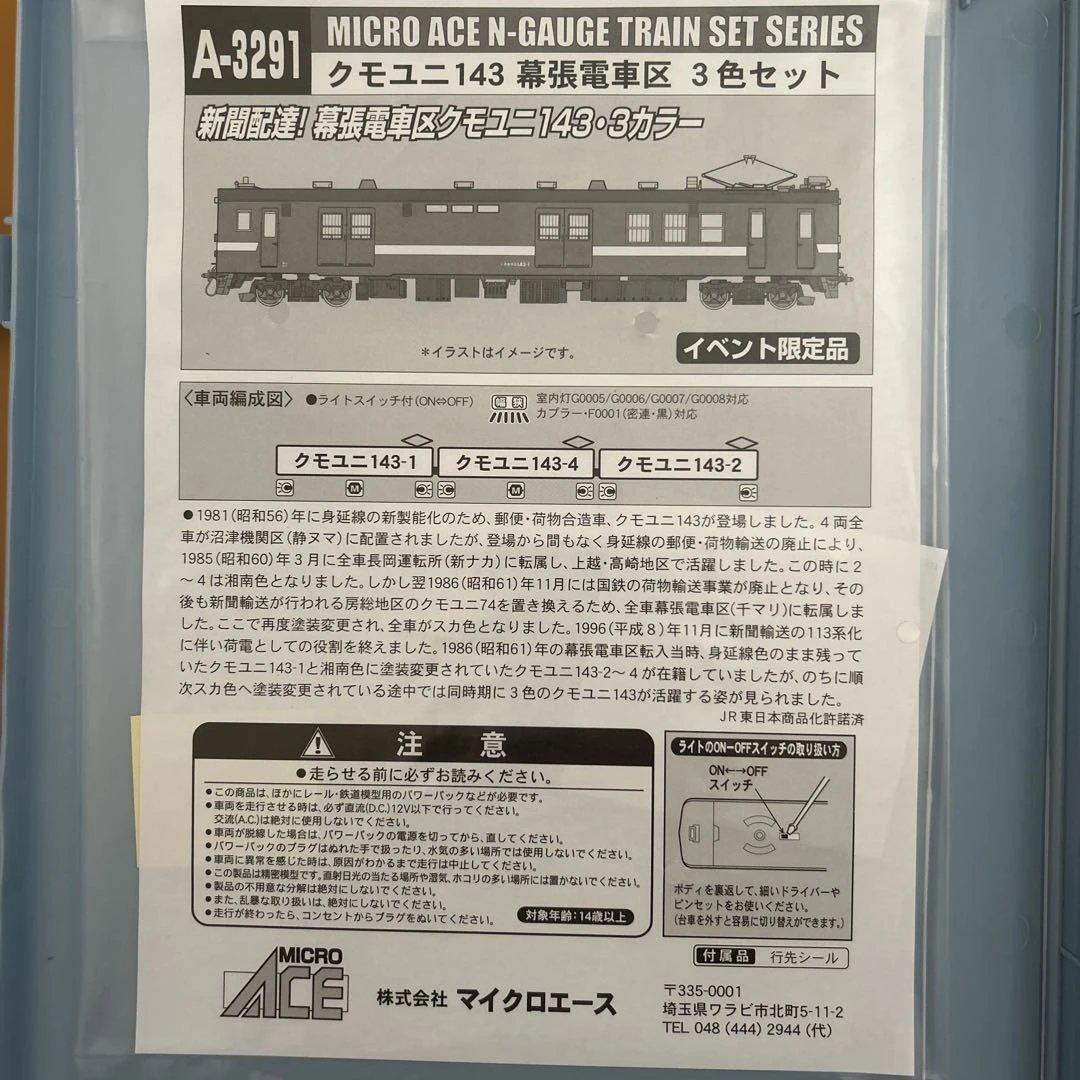 A-3291
MICRO ACE N-GAUGE TRAIN SET SERIES
クモユニ143 幕張電車区 3色セット
新聞配達! 幕張電車区クモユニ143・3カラー
*イラストはイメージです。
イベント限定品
〈車両編成図〉 ●ライトスイッチ付(ON⇔OFF)
幅 狭
室内灯G0005/G0006/G0007/G0008対応
カプラー・F0001(密連・黒)対応
クモユニ143-1 クモユニ143-4 クモユニ143-2
M M
●1981(昭和56)年に身延線の新製能化のため、郵便・荷物合造車、クモユニ143が登場しました。4両全
車が沼津機関区(静ヌマ)に配置されましたが、登場から間もなく身延線の郵便・荷物輸送の廃止により、
1985(昭和60)年3月に全車長岡運転所(新ナカ)に転属し、上越・高崎地区で活躍しました。この時に2
〜4は湘南色となりました。しかし翌1986(昭和61)年11月には国鉄の荷物輸送事業が廃止となり、その
後も新聞輸送が行われる房総地区のクモユニ74を置き換えるため、全車幕張電車区(千マリ)に転属しま
した。ここで再度塗装変更され、全車がスカ色となりました。1996(平成8)年11月に新聞輸送の113系化
に伴い荷電としての役割を終えました。1986(昭和61)年の幕張電車区転入当時、身延線色のまま残って
いたクモユニ143-1と湘南色に塗装変更されていたクモユニ143-2〜4が在籍していましたが、のちに順
次スカ色へ塗装変更されている途中では同時期に3色のクモユニ143が活躍する姿が見られました。
JR東日本商品化許諾済
注 意
●走らせる前に必ずお読みください。
●この商品は、ほかにレール・鉄道模型用のパワーパックなどが必要です。
●車両を走行させる時は、必ず直流(D.C.)12V以下で行ってください。
交流(A.C.)は絶対に使用しないでください。
●車両が脱線した場合は、パワーパックの電源を切ってから、直してください。
●パワーパックのプラグはぬれた手で扱ったり、水気の多い場所では使用しないでください。
●車両に異常を感じた時は、原因がわかるまで走行は中止してください。
●この製品は精密模型です。直射日光の当たる場所や湿気、ホコリの多い場所には置かないでください。
●製品の不用意な分解は絶対にしないでください。
●また、乱暴な取り扱いは、絶対にしないでください。
●走行が終わったら、コンセントからプラグをぬいてください。
対象年齢:14歳以上
ライトのON-OFFスイッチの取り扱い方
ON←→OFF
スイッチ
ボディを裏返して、細いドライバーや
ピンセットをお使いください。
(台車を外すと容易に切り替えができます。)
付属品 行先シール
MICRO
ACE
株式会社 マイクロエース
〒335-0001
埼玉県ワラビ市北町5-11-2
TEL 048 (444) 2944 (代)